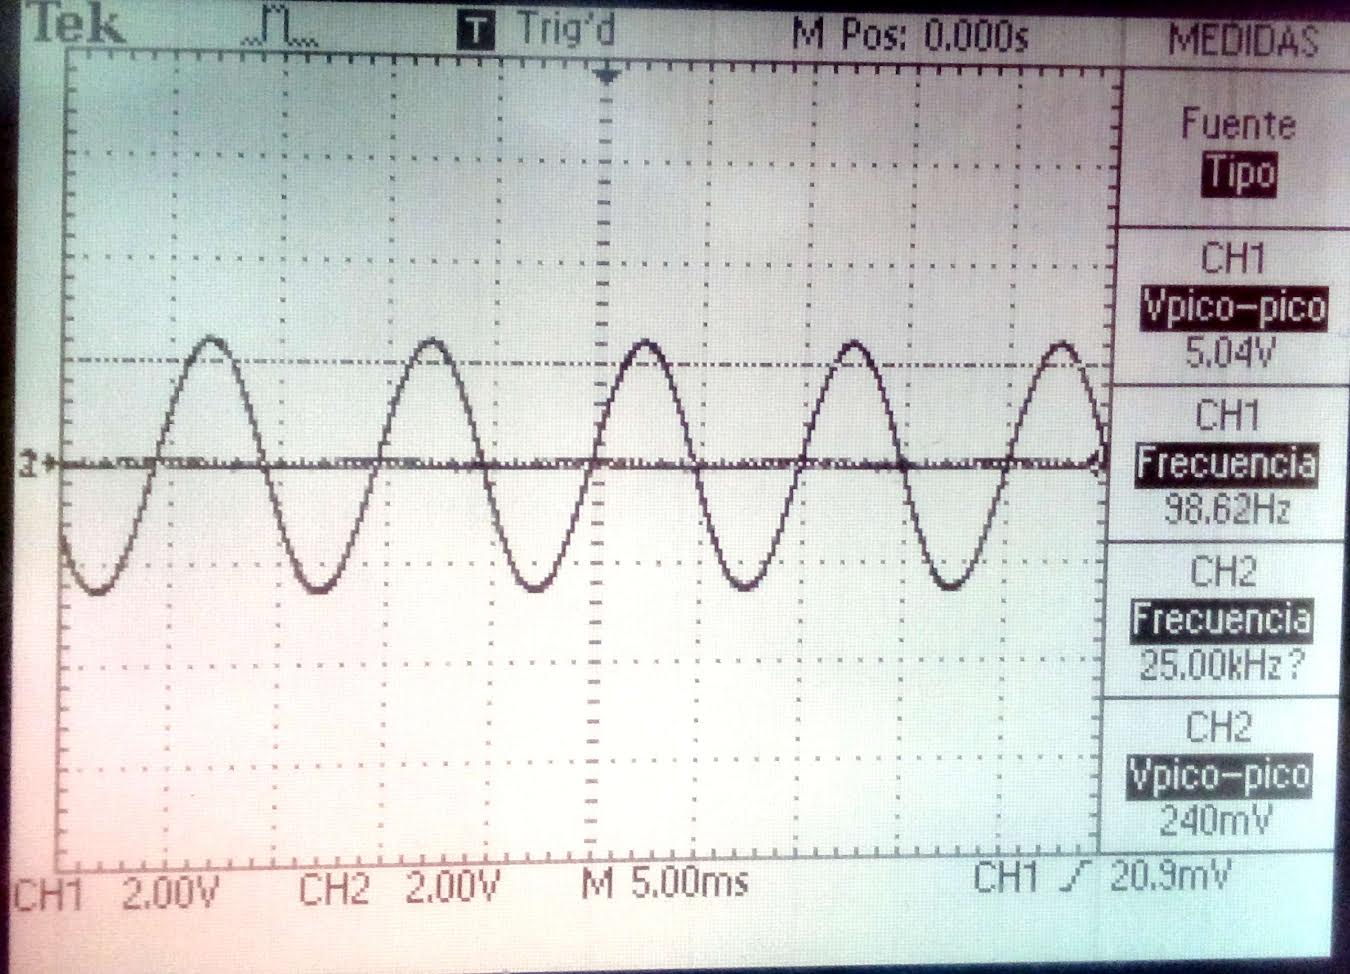 Tek T Trig'd M Pos: 0.000s MEDIDAS
Fuente
Tipo
CH1
Vpico-pico
5.04V
CH1
Frecuencia
98.62Hz
CH2
Frecuencia
25.00kHz?
CH2
Vpico-pico
240mV
CH1 2.00V CH2 2.00V M 5.00ms CH1 20.9mV